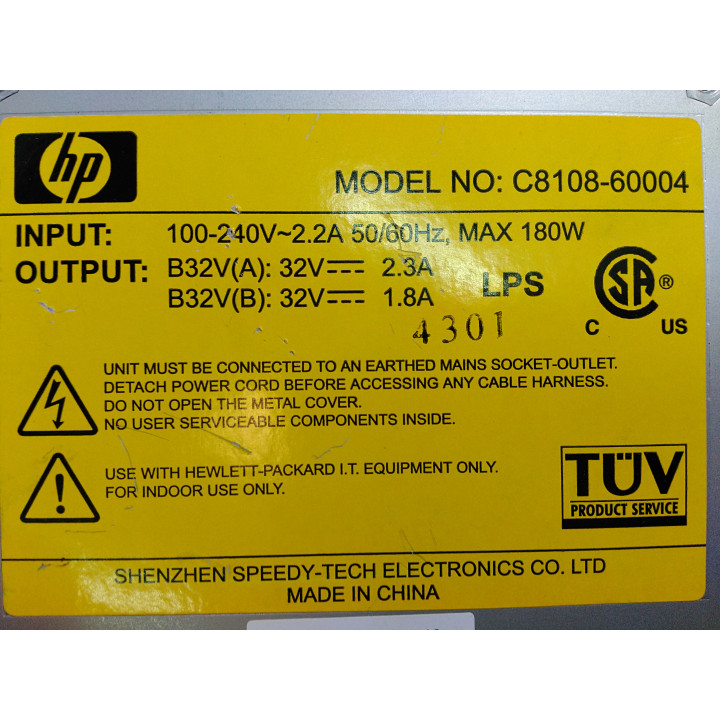 hp
MODEL NO: C8108-60004
INPUT: 100-240V~2.2A 50/60Hz, MAX 180W
OUTPUT: B32V(A): 32V⎓ 2.3A
B32V(B): 32V⎓ 1.8A
LPS
4301
CSA®
C US
UNIT MUST BE CONNECTED TO AN EARTHED MAINS SOCKET-OUTLET.
DETACH POWER CORD BEFORE ACCESSING ANY CABLE HARNESS.
DO NOT OPEN THE METAL COVER.
NO USER SERVICEABLE COMPONENTS INSIDE.
USE WITH HEWLETT-PACKARD I.T. EQUIPMENT ONLY.
FOR INDOOR USE ONLY.
TÜV
PRODUCT SERVICE
SHENZHEN SPEEDY-TECH ELECTRONICS CO. LTD
MADE IN CHINA